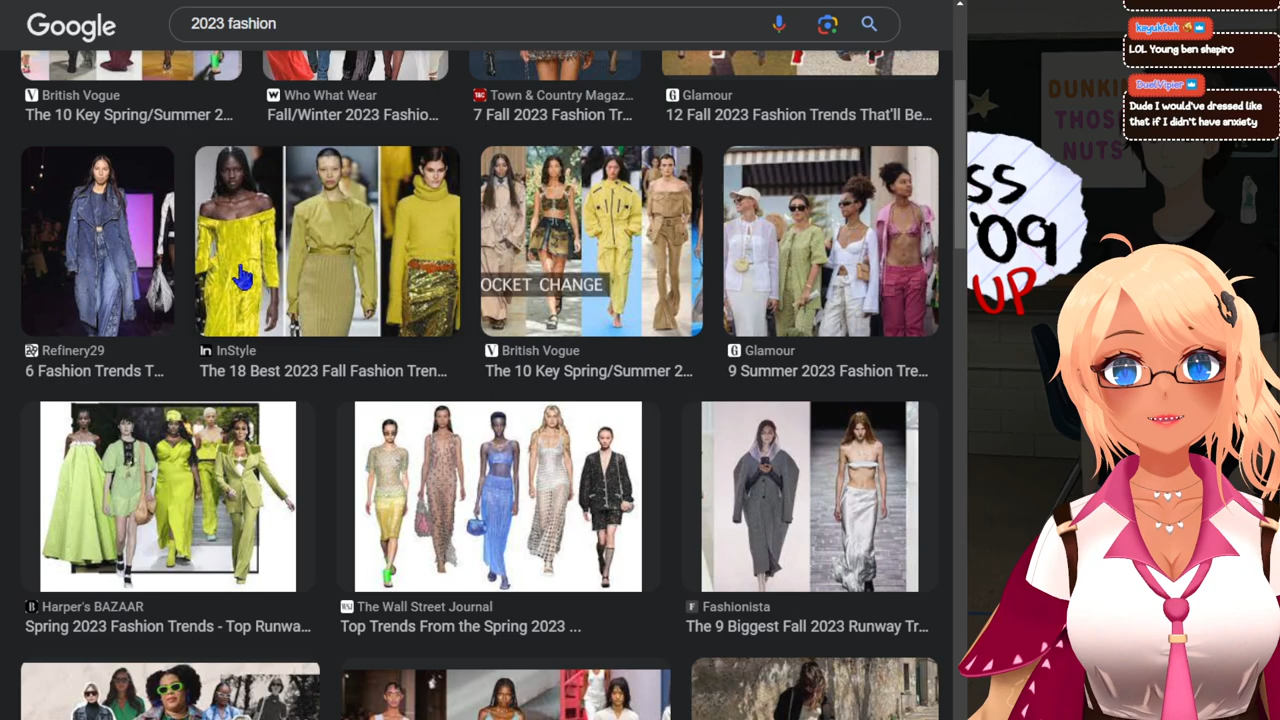 Google
2023 fashion
British Vogue
The 10 Key Spring/Summer 2...
Who What Wear
Fall/Winter 2023 Fashio...
T&C
Town & Country Magaz...
7 Fall 2023 Fashion Tr...
Glamour
12 Fall 2023 Fashion Trends That'll Be...
Refinery29
6 Fashion Trends T...
InStyle
The 18 Best 2023 Fall Fashion Tren...
OCKET CHANGE
British Vogue
The 10 Key Spring/Summer 2...
Glamour
9 Summer 2023 Fashion Tre...
Harper's BAZAAR
Spring 2023 Fashion Trends - Top Runwa...
The Wall Street Journal
Top Trends From the Spring 2023 ...
Fashionista
The 9 Biggest Fall 2023 Runway Tr...
kayuktuk
LOL Young ben shapiro
DuelVipier
Dude I would've dressed like
that if I didn't have anxiety
DUNKI
THOS
NUTS
SS
'09
UP